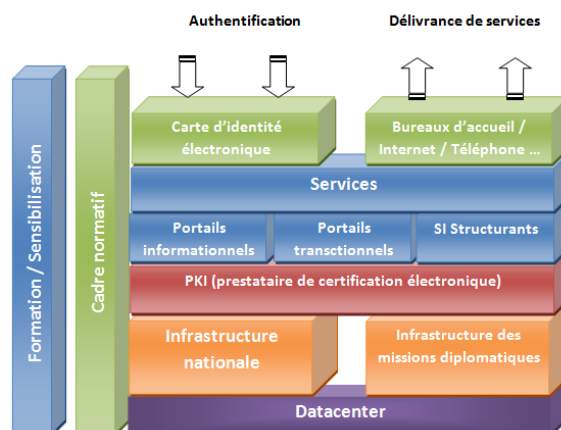 Authentification
Délivrance de services
Formation / Sensibilisation
Cadre normatif
Carte d'identité
électronique
Bureaux d'accueil /
Internet / Téléphone ...
Services
Portails
informationnels
Portails
transctionnels
SI Structurants
PKI (prestataire de certification électronique)
Infrastructure
nationale
Infrastructure des
missions diplomatiques
Datacenter